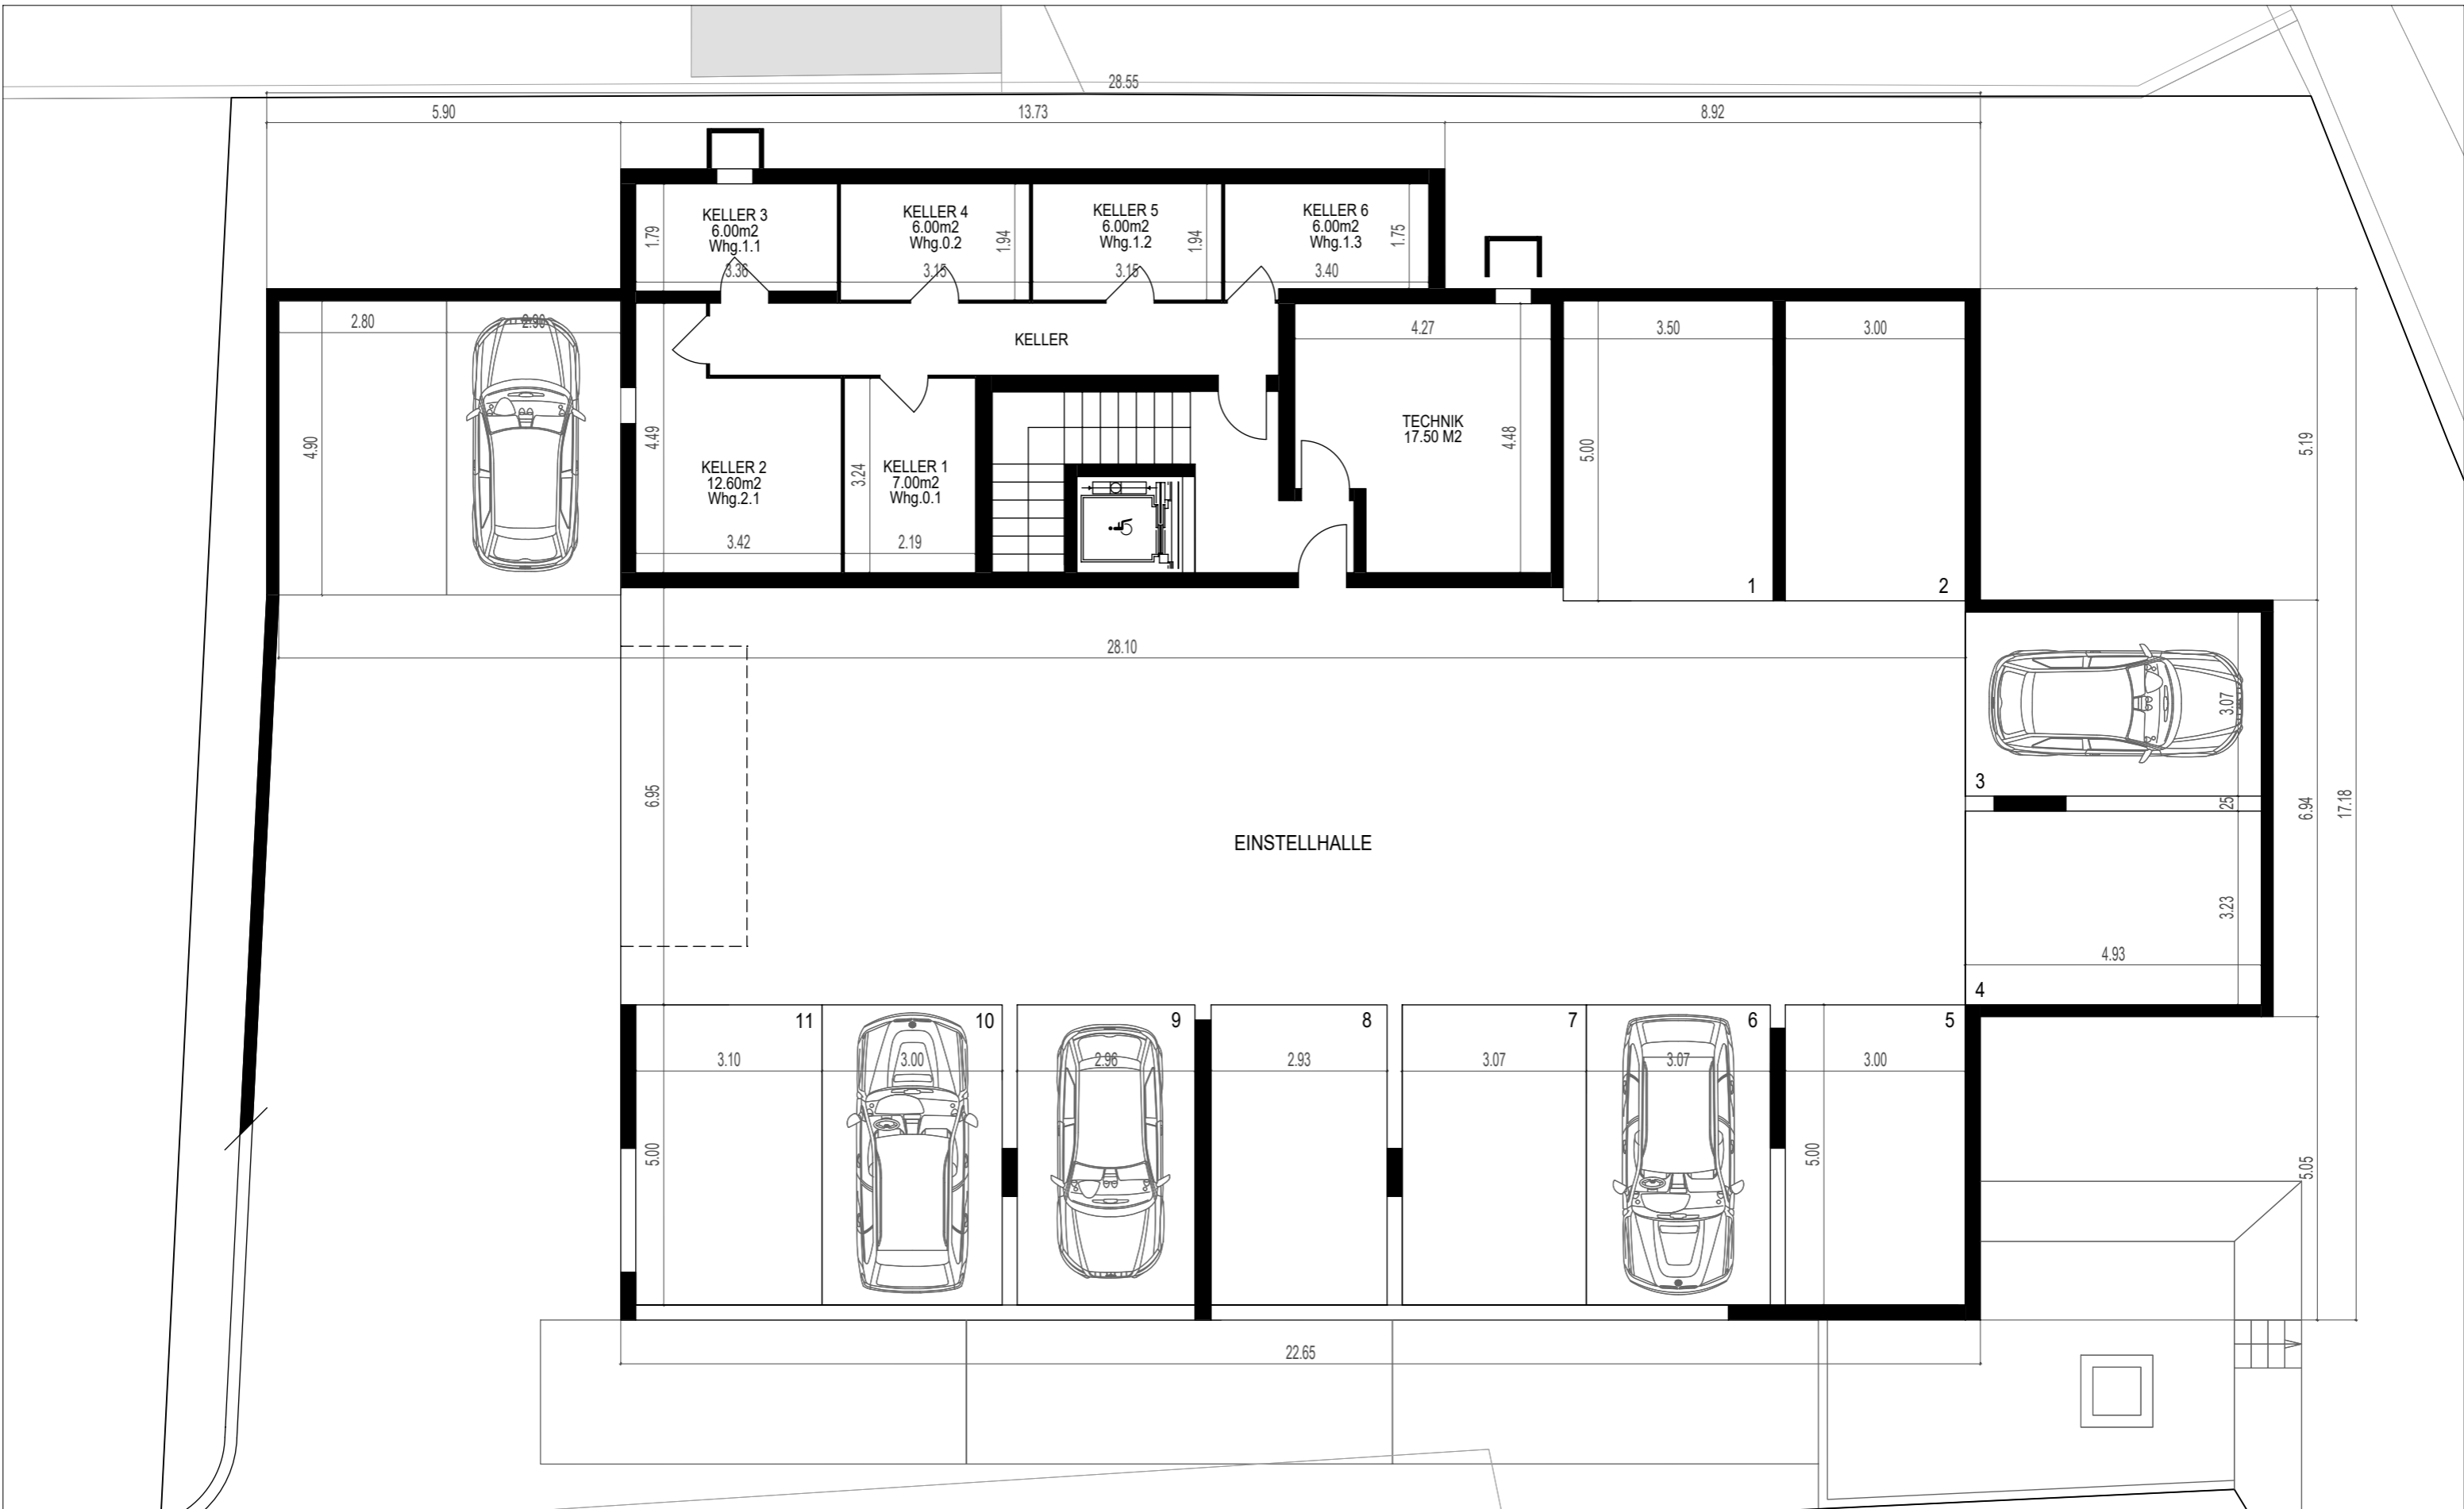 28.55
5.90
13.73
8.92
KELLER 3
6.00m2
Whg.1.1
1.79
3.36
KELLER 4
6.00m2
Whg.0.2
1.94
3.15
KELLER 5
6.00m2
Whg.1.2
1.94
3.15
KELLER 6
6.00m2
Whg.1.3
1.75
3.40
2.80
2.90
4.90
KELLER
4.27
3.50
3.00
TECHNIK
17.50 M2
4.48
5.00
4.49
KELLER 2
12.60m2
Whg.2.1
3.42
3.24
KELLER 1
7.00m2
Whg.0.1
2.19
1
2
5.19
28.10
3.07
3
25
6.94
17.18
6.95
EINSTELLHALLE
3.23
4.93
4
11
10
9
8
7
6
5
3.10
3.00
2.96
2.93
3.07
3.07
3.00
5.00
5.00
5.05
22.65